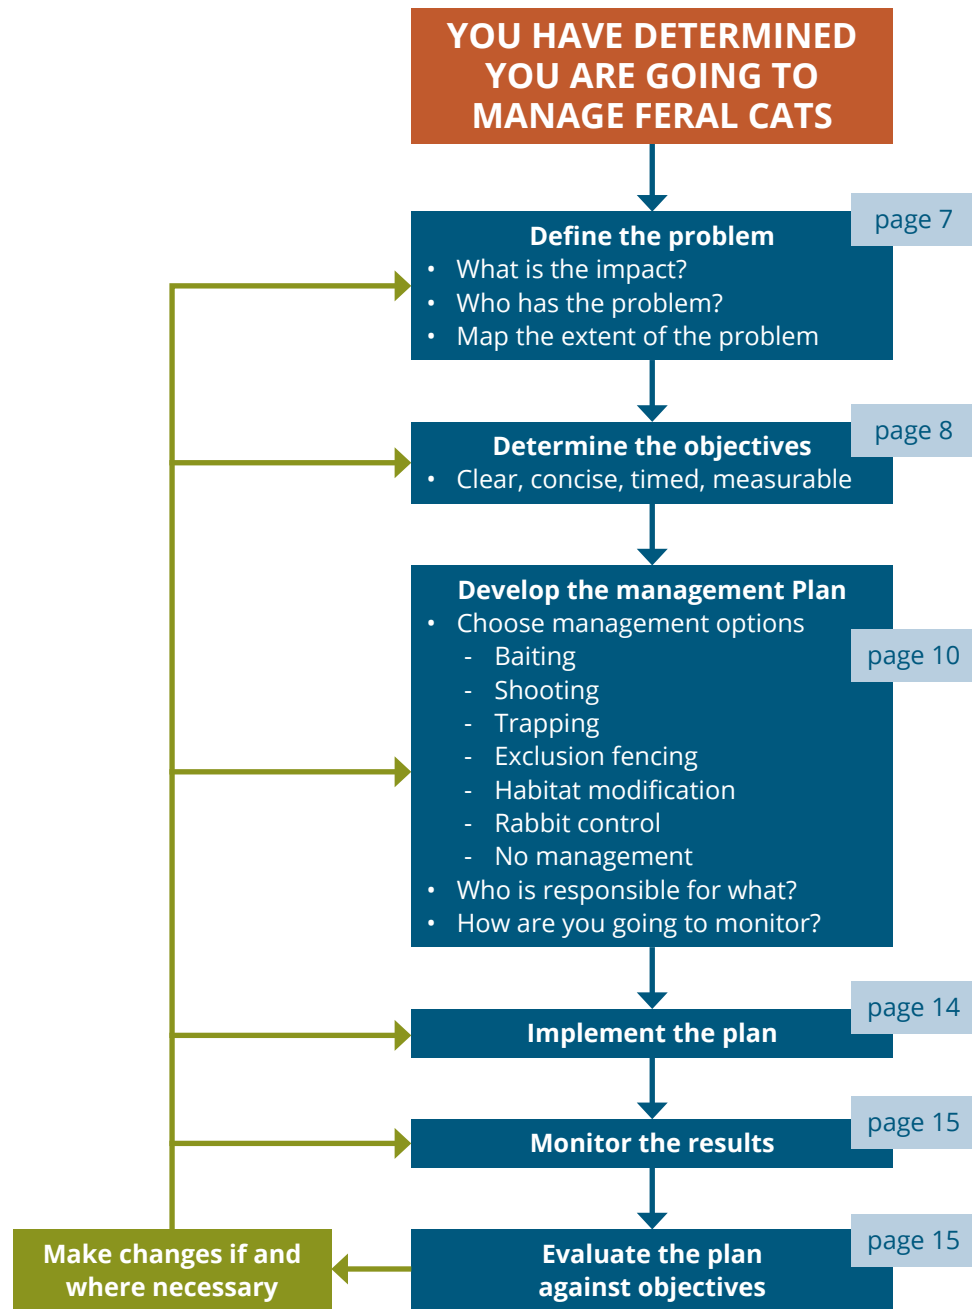 YOU HAVE DETERMINED
YOU ARE GOING TO
MANAGE FERAL CATS
page 7
Define the problem
• What is the impact?
• Who has the problem?
• Map the extent of the problem
page 8
Determine the objectives
• Clear, concise, timed, measurable
Develop the management Plan
• Choose management options
page 10
- Baiting
- Shooting
- Trapping
- Exclusion fencing
- Habitat modification
- Rabbit control
- No management
• Who is responsible for what?
• How are you going to monitor?
page 14
Implement the plan
page 15
Monitor the results
page 15
Evaluate the plan
against objectives
Make changes if and
where necessary